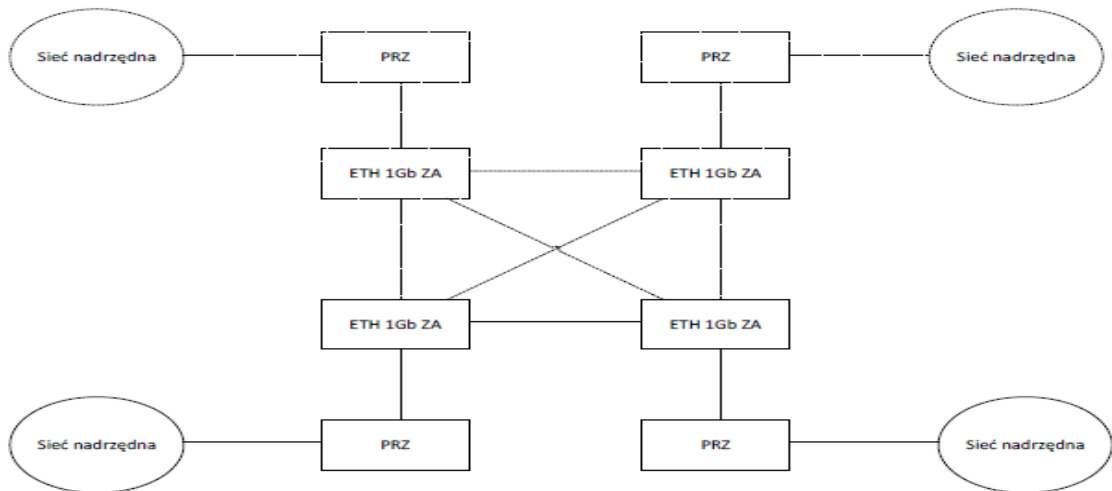 Sieć nadrzędna
PRZ
PRZ
Sieć nadrzędna
ETH 1Gb ZA
ETH 1Gb ZA
ETH 1Gb ZA
ETH 1Gb ZA
Sieć nadrzędna
PRZ
PRZ
Sieć nadrzędna